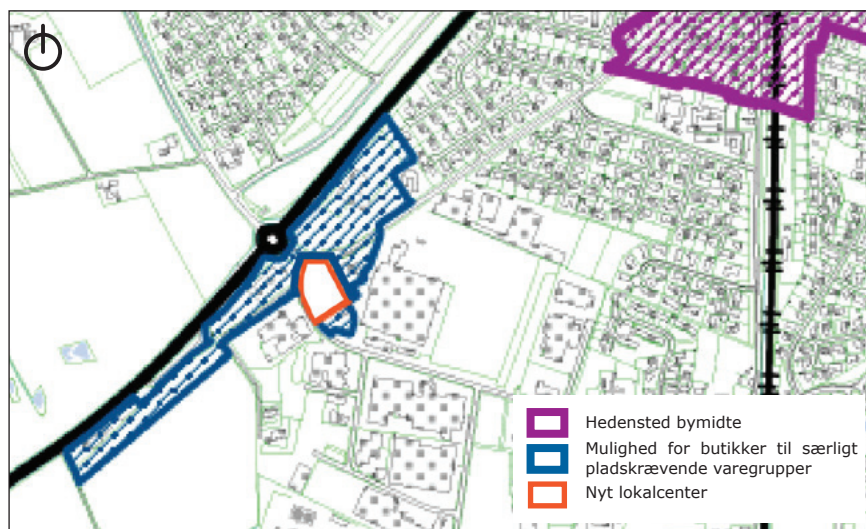 Hedensted bymidte
Mulighed for butikker til særligt
pladskrævende varegrupper
Nyt lokalcenter